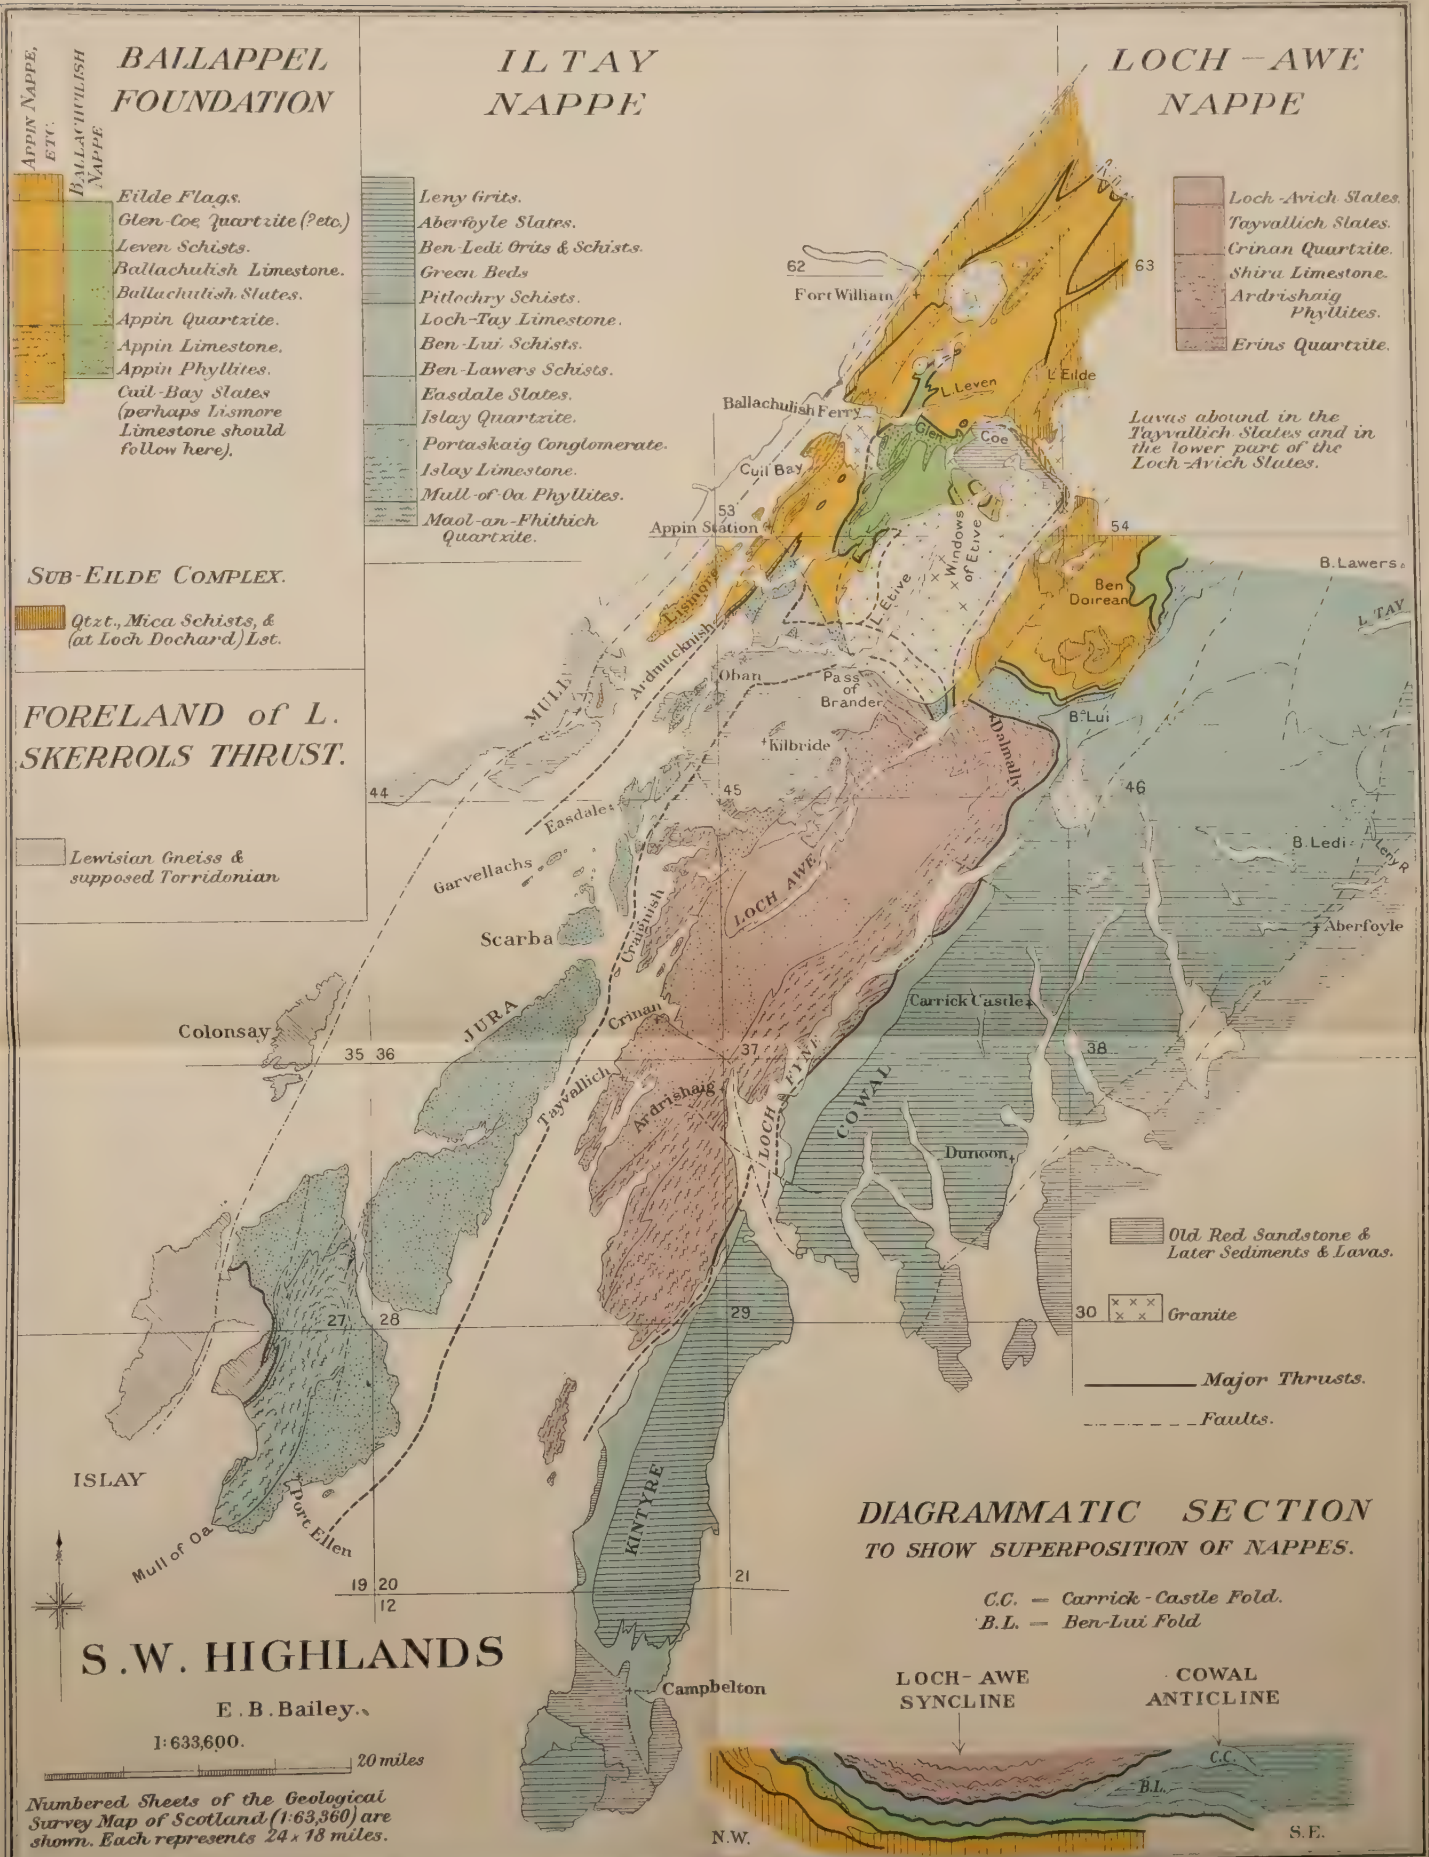 BALLAPPEL
FOUNDATION
APPIN NAPPE,
ETC.
BALLACHULISH
NAPPE
Eilde Flags.
Glen-Coe Quartzite (?etc.)
Leven Schists.
Ballachulish Limestone.
Ballachulish Slates.
Appin Quartzite.
Appin Limestone.
Appin Phyllites.
Cuil-Bay Slates
(perhaps Lismore
Limestone should
follow here).
SUB-EILDE COMPLEX.
Qtzt., Mica Schists, &
(at Loch Dochard) Lst.
FORELAND of L.
SKERROLS THRUST.
Lewisian Gneiss &
supposed Torridonian
ILTAY
NAPPE
Leny Grits.
Aberfoyle Slates.
Ben-Ledi Grits & Schists.
Green Beds
Pitlochry Schists.
Loch-Tay Limestone.
Ben-Lui Schists.
Ben-Lawers Schists.
Easdale Slates.
Islay Quartzite.
Portaskaig Conglomerate.
Islay Limestone.
Mull-of-Oa Phyllites.
Maol-an-Fhithich
Quartzite.
LOCH-AWE
NAPPE
Loch-Avich Slates.
Tayvallich Slates.
Crinan Quartzite.
Shira Limestone.
Ardrishaig
Phyllites.
Erins Quartzite.
Lavas abound in the
Tayvallich Slates and in
the lower part of the
Loch-Avich Slates.
62
63
Fort William
L. Leven
L. Eilde
Ballachulish Ferry
Glen
Coe
Cuil Bay
53
Appin Station
54
Windows
of Etive
L. Etive
Ben
Doirean
B. Lawers
L. TAY
Lismore
Ardmucknish
MULL
Oban
Pass
of
Brander
B. Lui
Dalmally
Kilbride
44
45
46
Easdale
Garvellachs
B. Ledi
Leny R
LOCH AWE
Scarba
Craignish
Aberfoyle
Colonsay
JURA
Crinan
Carrick Castle
35 36
37
38
Tayvallich
Ardrishaig
LOCH FYNE
COWAL
Dunoon
Old Red Sandstone &
Later Sediments & Lavas.
27 28
29
30
Granite
Major Thrusts.
Faults.
ISLAY
Port Ellen
Mull of Oa
KINTYRE
19 20
12
21
Campbelton
S.W. HIGHLANDS
E.B.Bailey.
1:633,600.
20 miles
Numbered Sheets of the Geological
Survey Map of Scotland (1:63,360) are
shown. Each represents 24 x 18 miles.
DIAGRAMMATIC SECTION
TO SHOW SUPERPOSITION OF NAPPES.
C.C. = Carrick-Castle Fold.
B.L. = Ben-Lui Fold
LOCH-AWE
SYNCLINE
COWAL
ANTICLINE
C.C.
B.L.
N.W.
S.E.